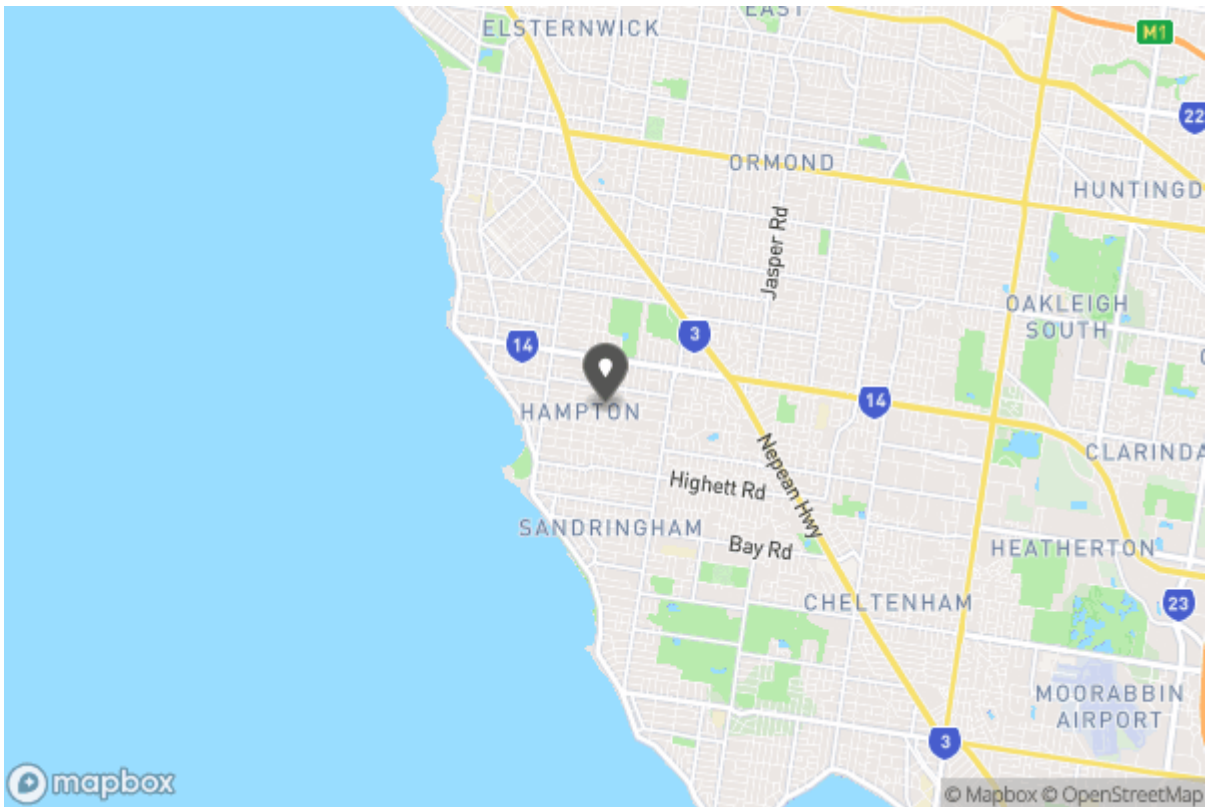 EAST
ELSTERNWICK
M1
22
ORMOND
HUNTINGD
Jasper Rd
OAKLEIGH
SOUTH
3
14
14
HAMPTON
CLARINDA
Nepean Hwy
Highett Rd
SANDRINGHAM
Bay Rd
HEATHERTON
CHELTENHAM
23
MOORABBIN
AIRPORT
3
mapbox
© Mapbox © OpenStreetMap